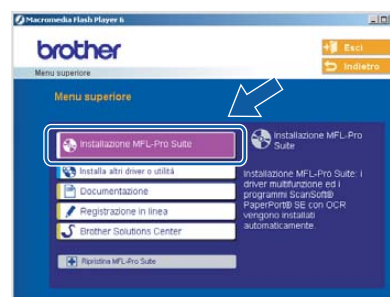 Macromedia Flash Player 6
brother
Esci
Indietro
Menu superiore
Menu superiore
Installazione MFL-Pro Suite
Installa altri driver o utilità
Documentazione
Registrazione in linea
Brother Solutions Center
Ripristina MFL-Pro Suite
Installazione MFL-Pro
Suite
Installazione MFL-Pro Suite: i
driver multifunzione ed i
programmi ScanSoft®
PaperPort® SE con OCR
vengono installati
automaticamente.